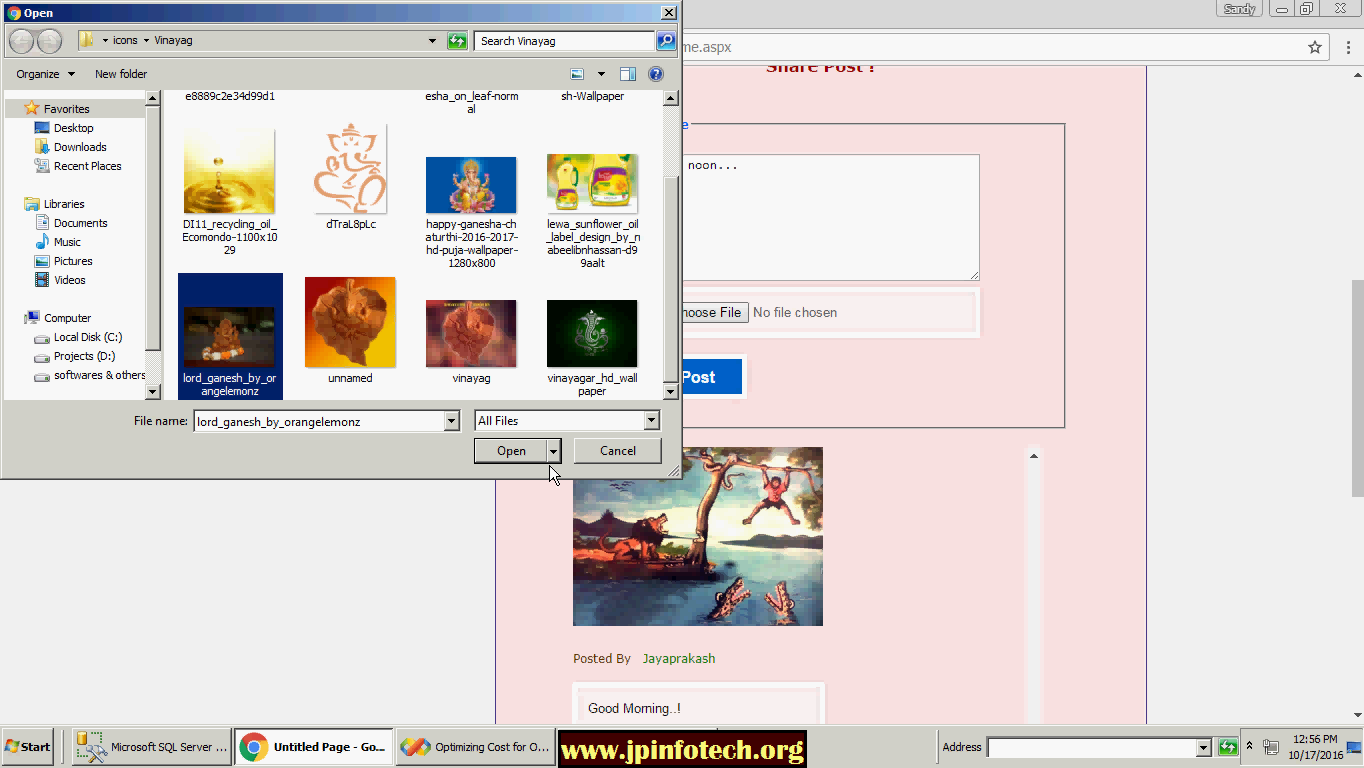 Open
Sandy
icons
Vinayag
Search Vinayag
me.aspx
Organize
New folder
Share Post !
Favorites
Desktop
Downloads
Recent Places
Libraries
Documents
Music
Pictures
Videos
Computer
Local Disk (C:)
Projects (D:)
softwares & others
e8889c2e34d99d1
esha_on_leaf-norm
al
sh-Wallpaper
DI11_recycling_oil_
Ecomondo-1100x10
29
dTraL8pLc
happy-ganesha-ch
aturthi-2016-2017-
hd-puja-wallpaper-
1280x800
lewa_sunflower_oil
_label_design_by_n
abeelibnhassan-d9
9aalt
lord_ganesh_by_or
angelemonz
unnamed
vinayag
vinayagar_hd_wall
paper
File name:
lord_ganesh_by_orangelemonz
All Files
Open
Cancel
e
noon...
hoose File
No file chosen
Post
Posted By Jayaprakash
Good Morning..!
Start
Microsoft SQL Server ...
Untitled Page - Go...
Optimizing Cost for O...
www.jpinfotech.org
Address
12:56 PM
10/17/2016